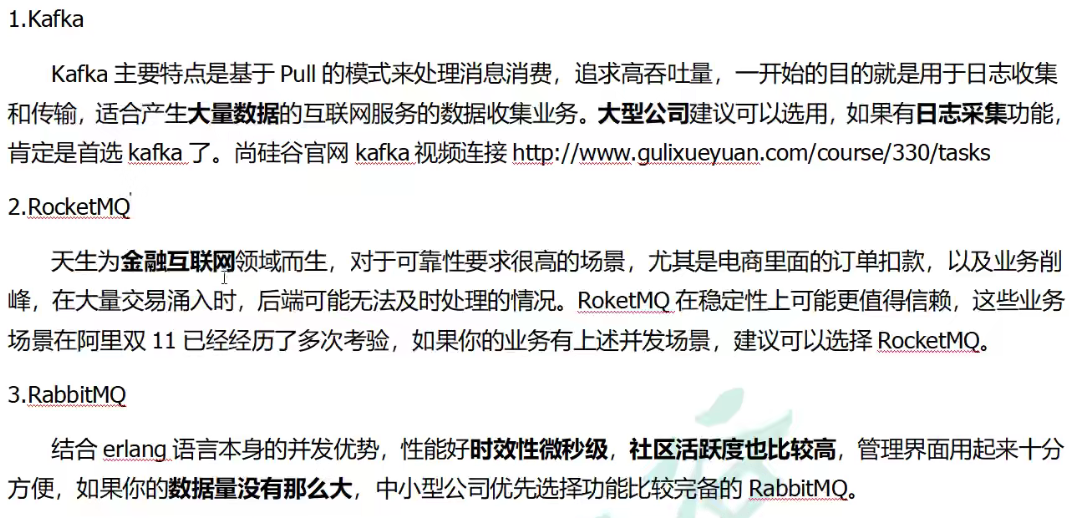 1.Kafka
Kafka 主要特点是基于 Pull 的模式来处理消息消费，追求高吞吐量，一开始的目的就是用于日志收集
和传输，适合产生大量数据的互联网服务的数据收集业务。大型公司建议可以选用，如果有日志采集功能，
肯定是首选 kafka 了。尚硅谷官网 kafka 视频连接 http://www.gulixueyuan.com/course/330/tasks
2.RocketMQ
天生为金融互联网领域而生，对于可靠性要求很高的场景，尤其是电商里面的订单扣款，以及业务削
峰，在大量交易涌入时，后端可能无法及时处理的情况。RoketMQ 在稳定性上可能更值得信赖，这些业务
场景在阿里双 11 已经经历了多次考验，如果你的业务有上述并发场景，建议可以选择 RocketMQ。
3.RabbitMQ
结合 erlang 语言本身的并发优势，性能好时效性微秒级，社区活跃度也比较高，管理界面用起来十分
方便，如果你的数据量没有那么大，中小型公司优先选择功能比较完备的 RabbitMQ。